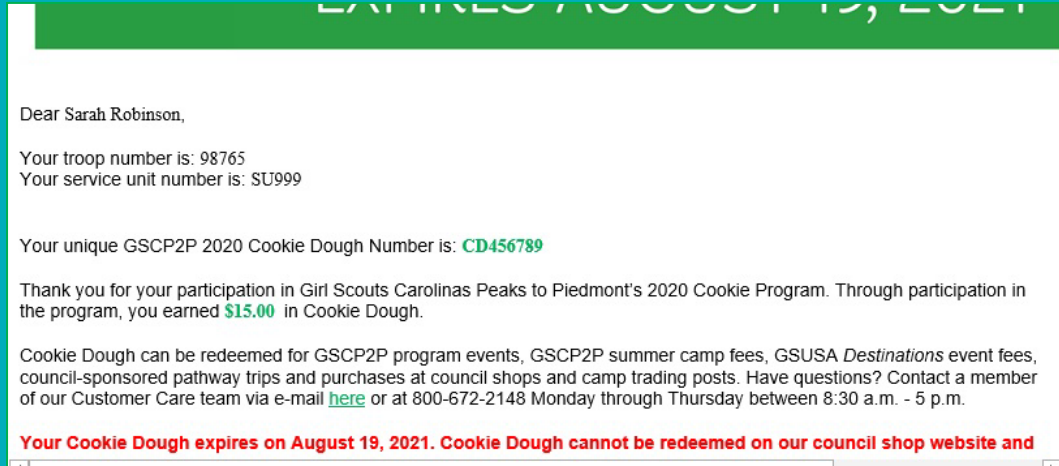 EXPIRES AUGUST 19, 2021
Dear Sarah Robinson,
Your troop number is: 98765
Your service unit number is: SU999
Your unique GSCP2P 2020 Cookie Dough Number is: CD456789
Thank you for your participation in Girl Scouts Carolinas Peaks to Piedmont's 2020 Cookie Program. Through participation in
the program, you earned $15.00 in Cookie Dough.
Cookie Dough can be redeemed for GSCP2P program events, GSCP2P summer camp fees, GSUSA Destinations event fees,
council-sponsored pathway trips and purchases at council shops and camp trading posts. Have questions? Contact a member
of our Customer Care team via e-mail here or at 800-672-2148 Monday through Thursday between 8:30 a.m. - 5 p.m.
Your Cookie Dough expires on August 19, 2021. Cookie Dough cannot be redeemed on our council shop website and